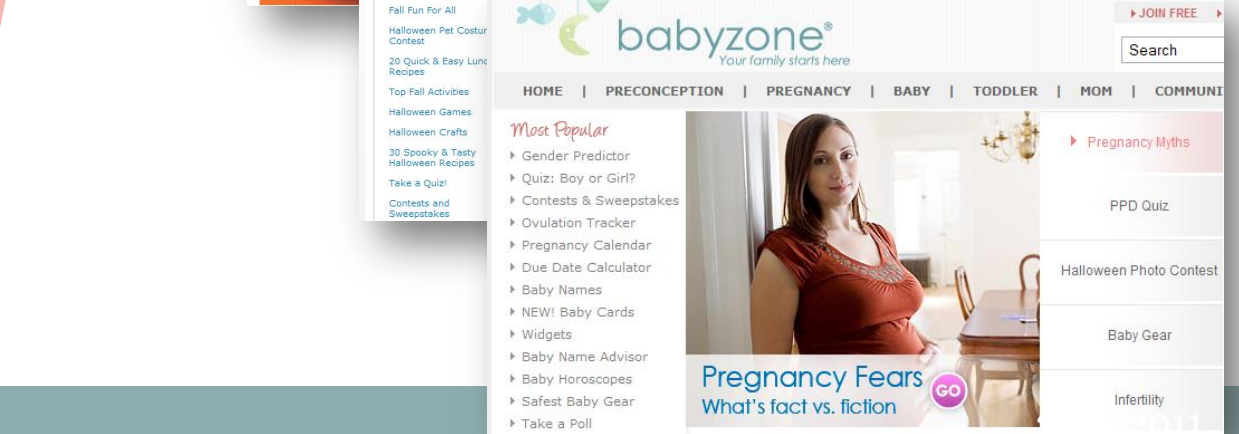 Fall Fun For All
Halloween Pet Costur
Contest
20 Quick & Easy Lunc
Recipes
Top Fall Activities
Halloween Games
Halloween Crafts
30 Spooky & Tasty
Halloween Recipes
Take a Quiz!
Contests and
Sweepstakes
babyzone®
Your family starts here
JOIN FREE
Search
HOME | PRECONCEPTION | PREGNANCY | BABY | TODDLER | MOM | COMMUNI
Most Popular
Gender Predictor
Quiz: Boy or Girl?
Contests & Sweepstakes
Ovulation Tracker
Pregnancy Calendar
Due Date Calculator
Baby Names
NEW! Baby Cards
Widgets
Baby Name Advisor
Baby Horoscopes
Safest Baby Gear
Take a Poll
Pregnancy Fears
What's fact vs. fiction
GO
Pregnancy Myths
PPD Quiz
Halloween Photo Contest
Baby Gear
Infertility
2011